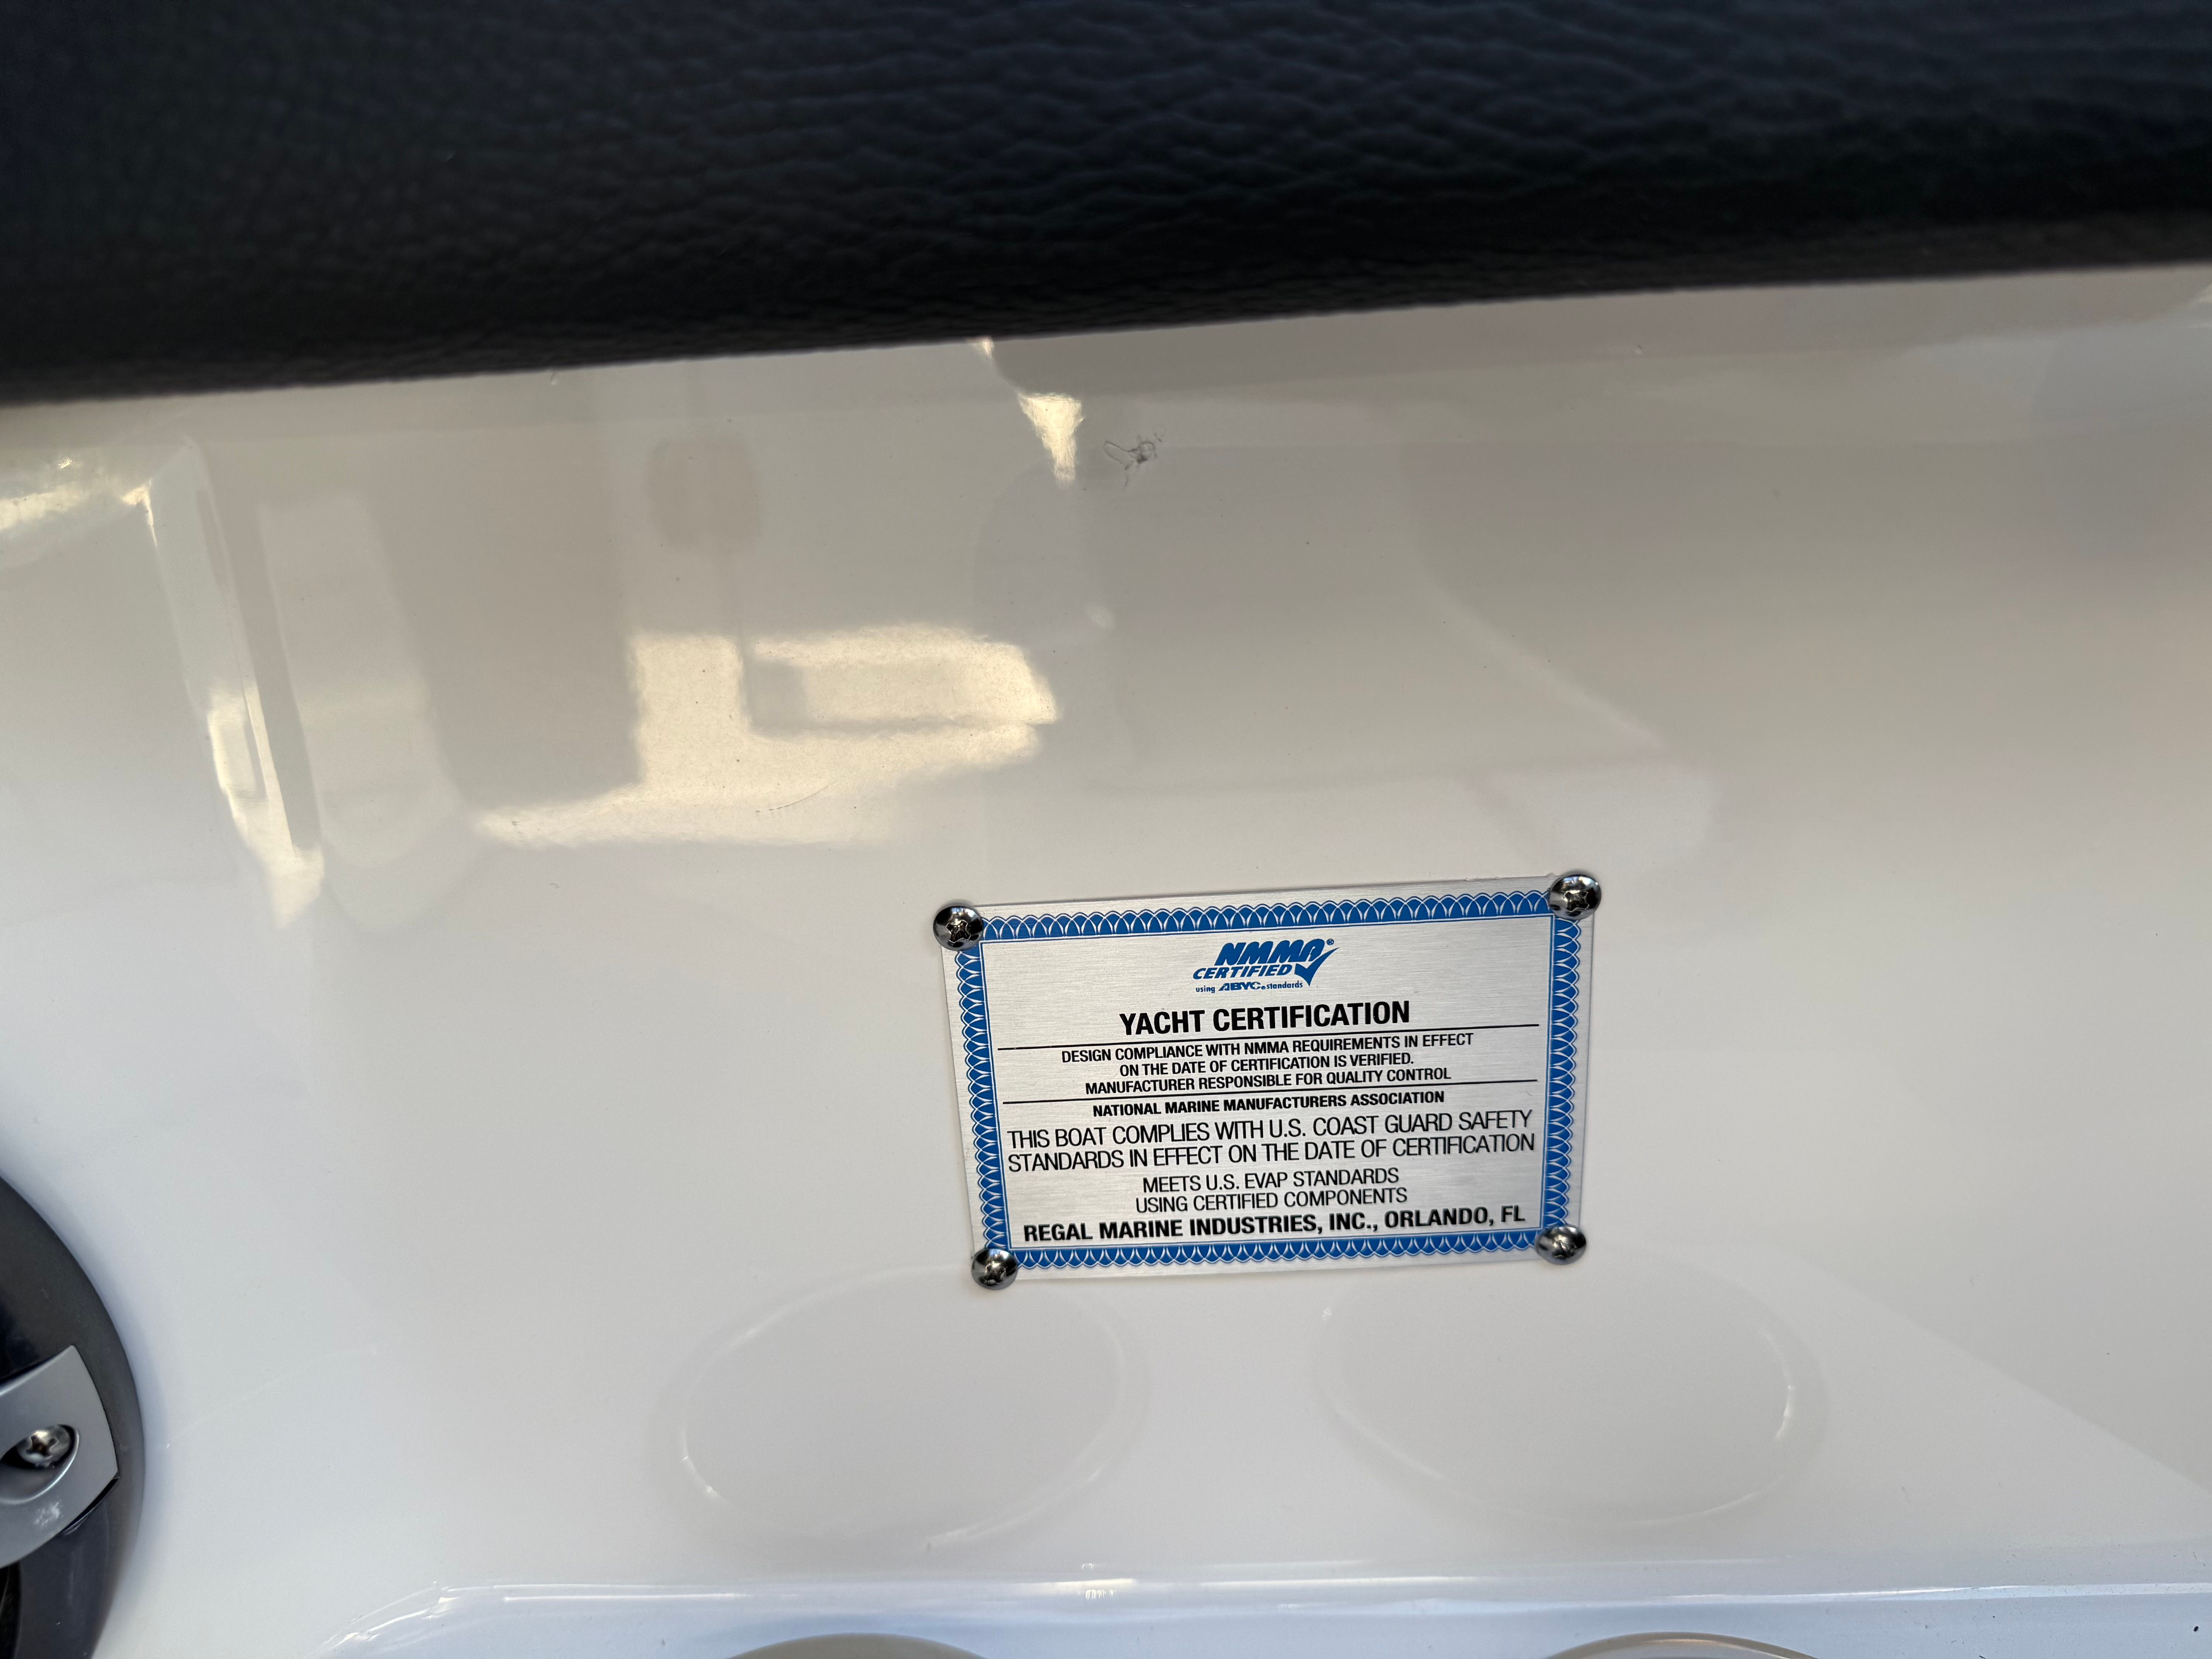 NMMA®
CERTIFIED
using ABYC® standards
YACHT CERTIFICATION
DESIGN COMPLIANCE WITH NMMA REQUIREMENTS IN EFFECT
ON THE DATE OF CERTIFICATION IS VERIFIED.
MANUFACTURER RESPONSIBLE FOR QUALITY CONTROL
NATIONAL MARINE MANUFACTURERS ASSOCIATION
THIS BOAT COMPLIES WITH U.S. COAST GUARD SAFETY
STANDARDS IN EFFECT ON THE DATE OF CERTIFICATION
MEETS U.S. EVAP STANDARDS
USING CERTIFIED COMPONENTS
REGAL MARINE INDUSTRIES, INC., ORLANDO, FL